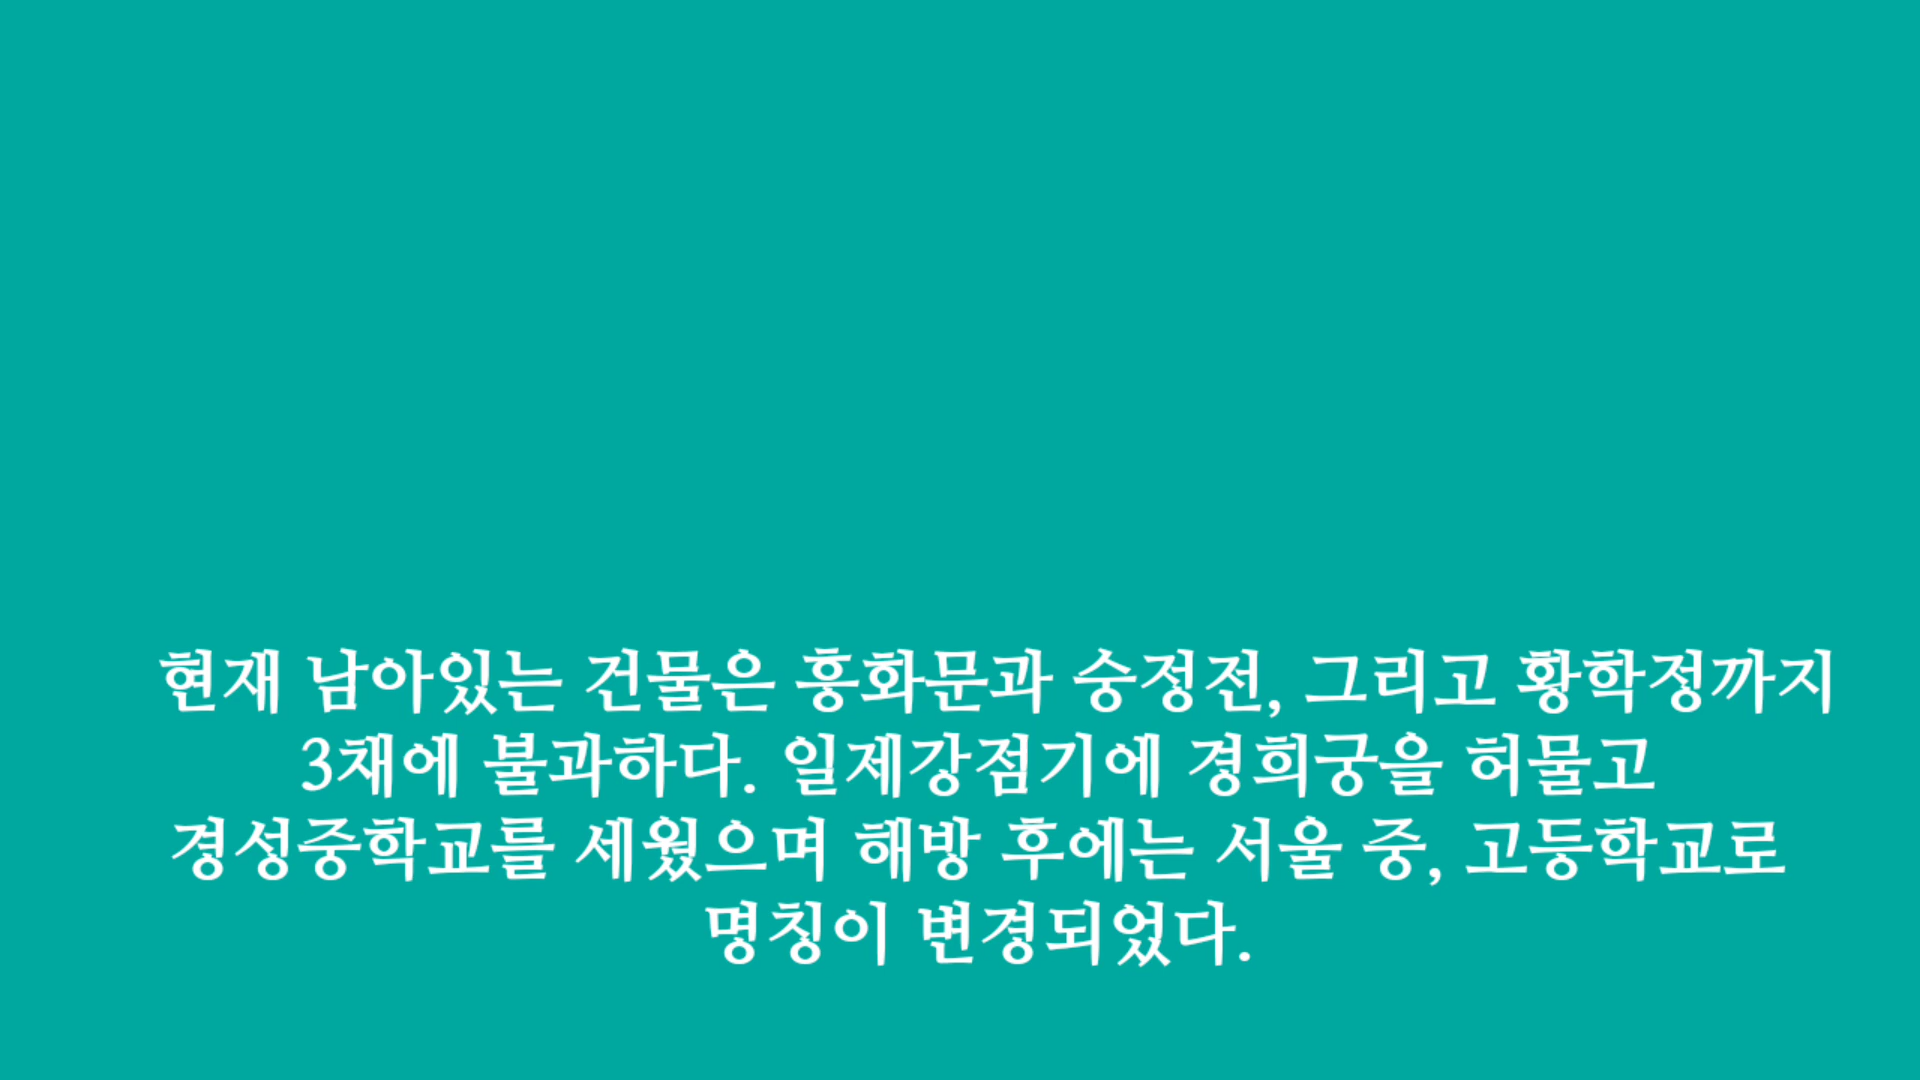 현재 남아있는 건물은 흥화문과 숭정전, 그리고 황학정까지
3채에 불과하다. 일제강점기에 경희궁을 허물고
경성중학교를 세웠으며 해방 후에는 서울 중, 고등학교로
명칭이 변경되었다.